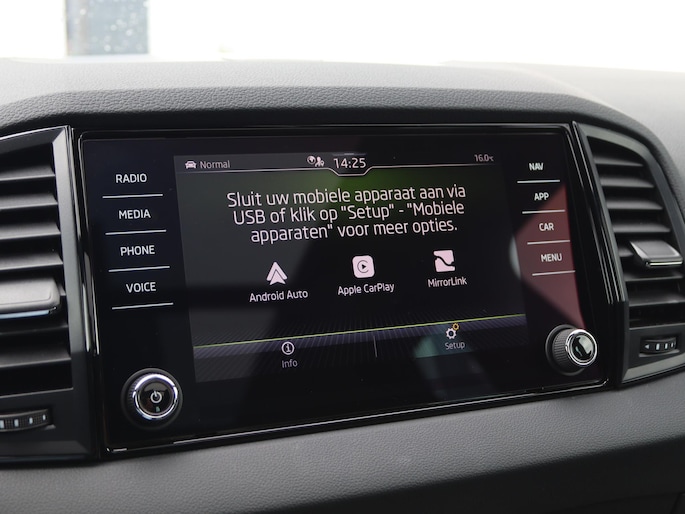 RADIO
MEDIA
PHONE
VOICE
Normal
14:25
16.0°C
Sluit uw mobiele apparaat aan via
USB of klik op "Setup" - "Mobiele
apparaten" voor meer opties.
Android Auto
Apple CarPlay
MirrorLink
Info
Setup
NAV
APP
CAR
MENU